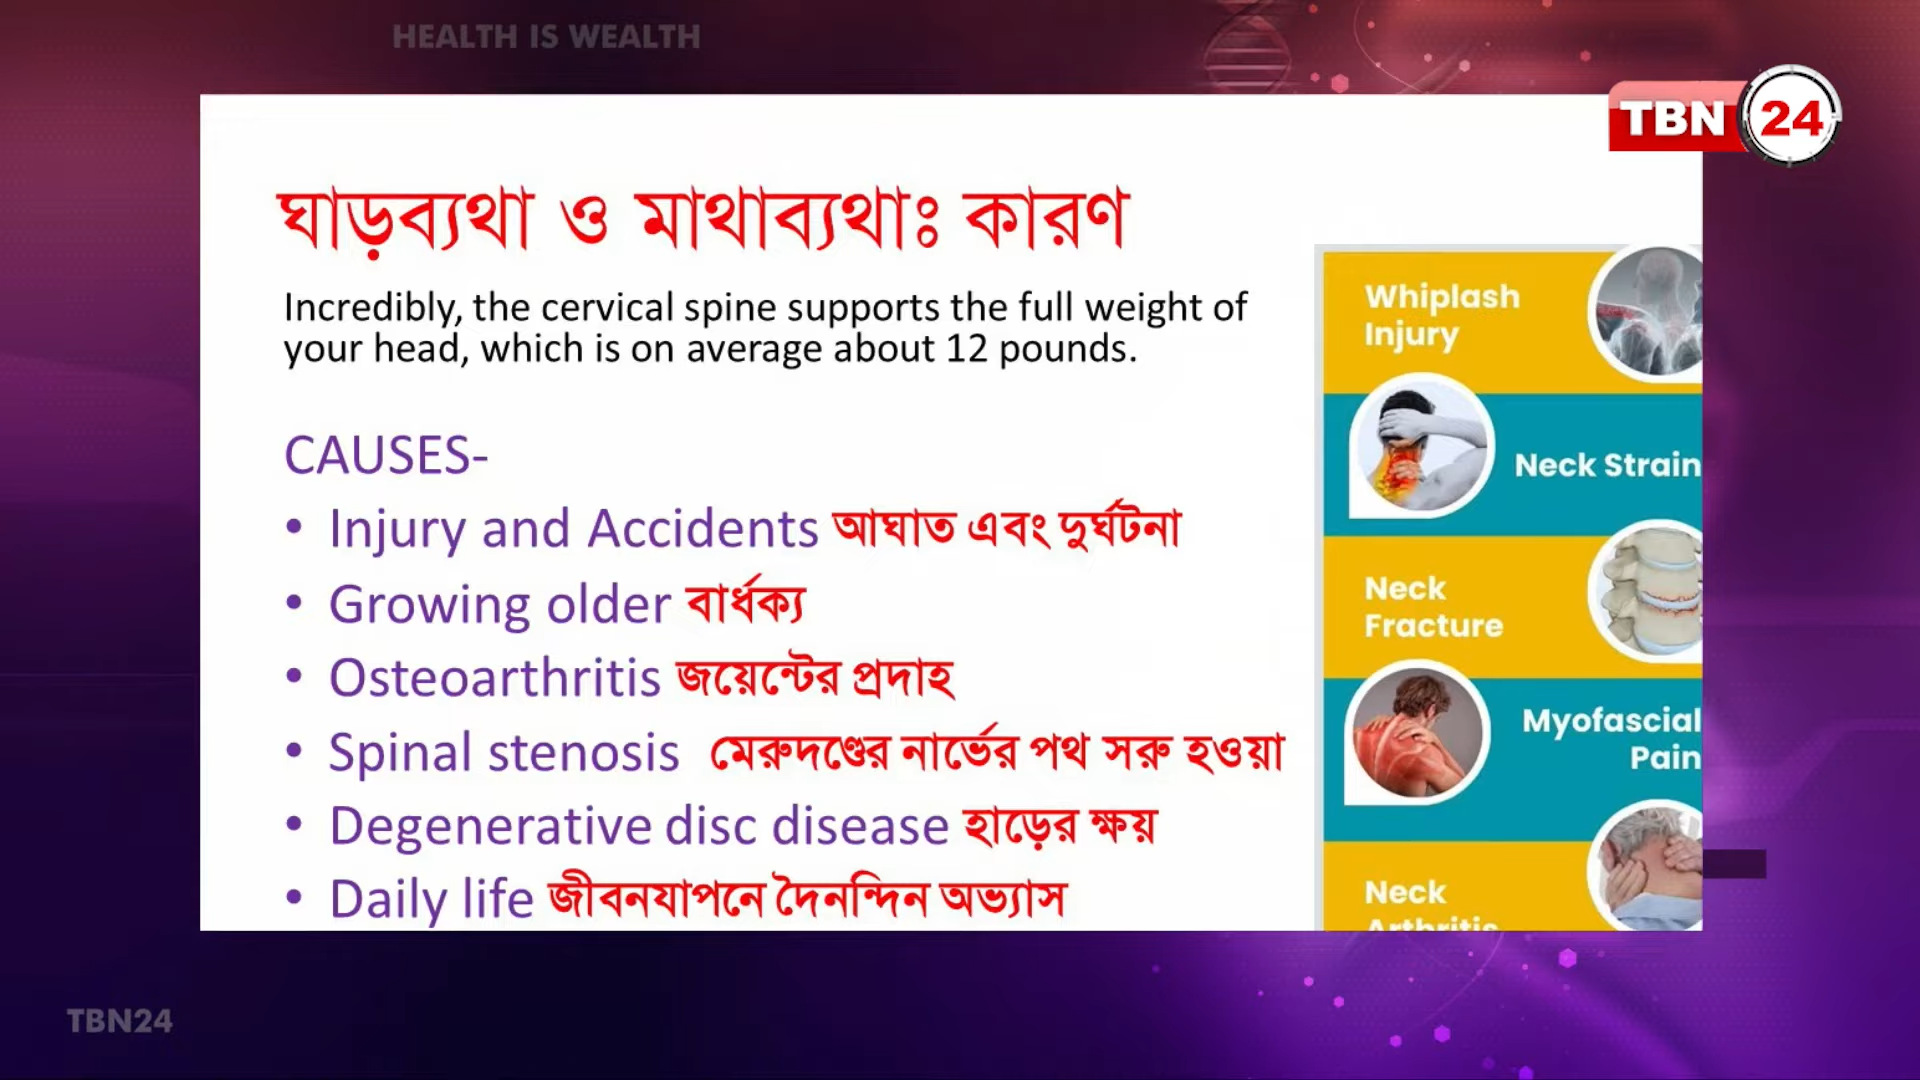 HEALTH IS WEALTH
TBN 24
ঘাড়ব্যথা ও মাথাব্যথাঃ কারণ
Incredibly, the cervical spine supports the full weight of
your head, which is on average about 12 pounds.
CAUSES-
• Injury and Accidents আঘাত এবং দুর্ঘটনা
• Growing older বার্ধক্য
• Osteoarthritis জয়েন্টের প্রদাহ
• Spinal stenosis মেরুদণ্ডের নার্ভের পথ সরু হওয়া
• Degenerative disc disease হাড়ের ক্ষয়
• Daily life জীবনযাপনে দৈনন্দিন অভ্যাস
Whiplash
Injury
Neck Strain
Neck
Fracture
Myofascial
Pain
Neck
Arthritis
TBN24